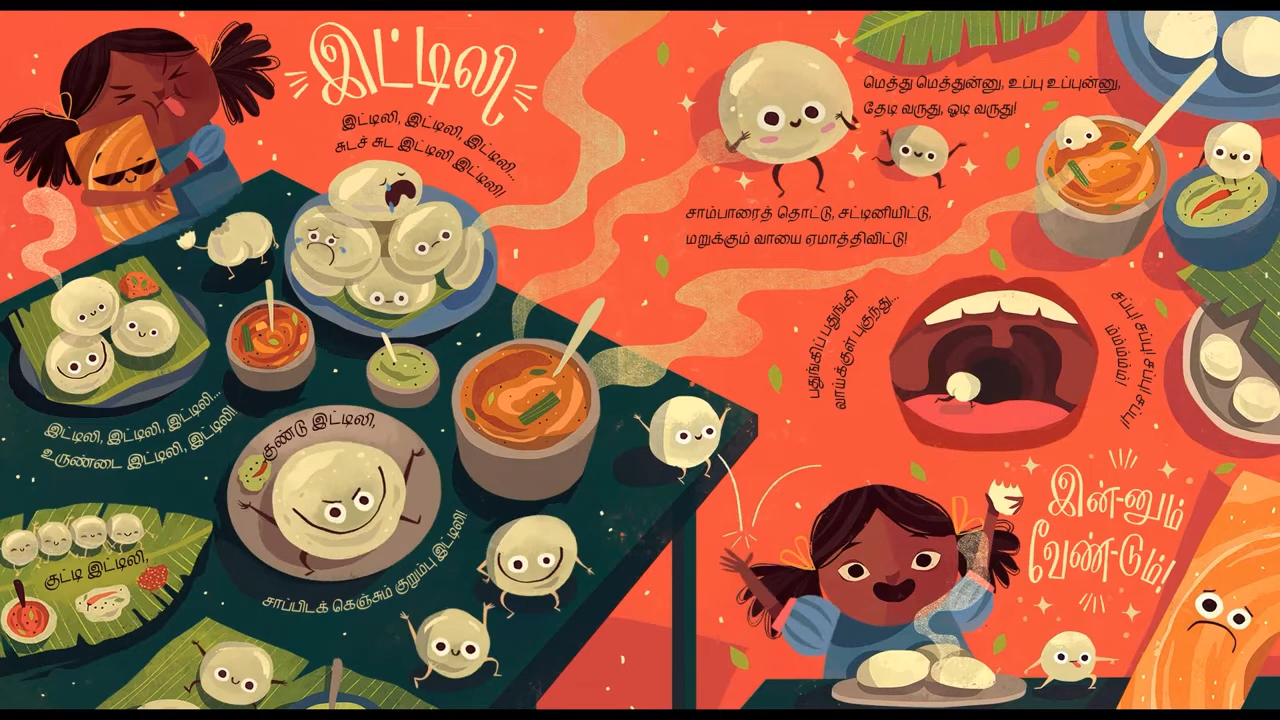 இட்டிலி
இட்டிலி, இட்டிலி, இட்டிலி...
சுடச் சுட இட்டிலி இட்டிலி!
இட்டிலி, இட்டிலி, இட்டிலி...
உருண்டை இட்டிலி, இட்டிலி!
குண்டு இட்டிலி,
குட்டி இட்டிலி,
சாப்பிடக் கெஞ்சும் குறும்பு இட்டிலி!
மெத்து மெத்துன்னு, உப்பு உப்புன்னு,
தேடி வருது, ஓடி வருது!
சாம்பாரைத் தொட்டு, சட்டினியிட்டு,
மறுக்கும் வாயை ஏமாத்திவிட்டு!
பதுங்கிப் பதுங்கி
வாய்க்குள் புகுந்து...
சப்பு! சப்பு! சப்பு! சப்பு!
ம்ம்ம்ம்ம்!
இன்-னும்
வேண்-டும்!